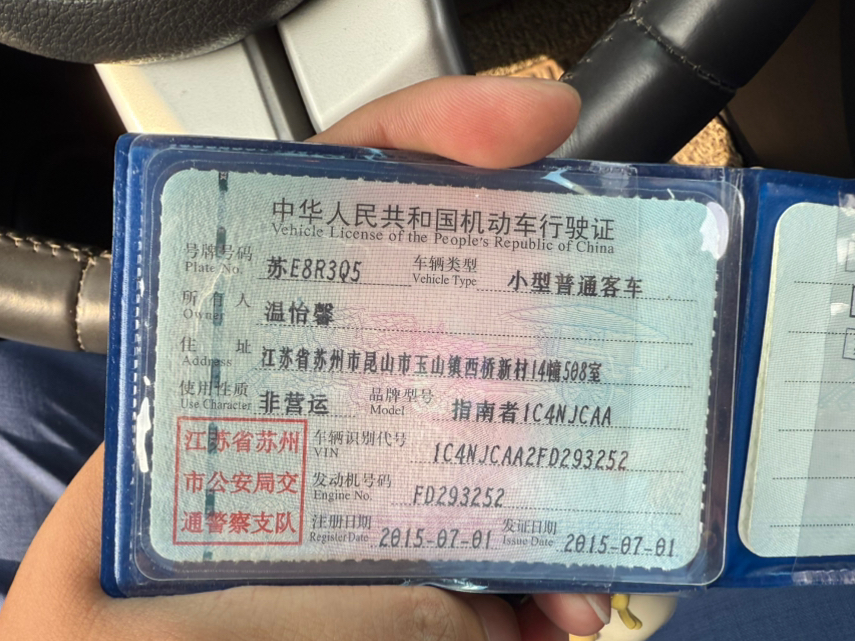 中华人民共和国机动车行驶证
Vehicle License of the People's Republic of China
号牌号码 苏E8R3Q5 车辆类型 小型普通客车
Plate No. Vehicle Type
所有人 温怡馨
Owner
住址 江苏省苏州市昆山市玉山镇西桥新村14幢508室
Address
使用性质 非营运 品牌型号 指南者1C4NJCAA
Use Character Model
江苏省苏州 车辆识别代号 1C4NJCAA2FD293252
VIN
市公安局交 发动机号码 FD293252
Engine No.
通警察支队 注册日期 2015-07-01 发证日期 2015-07-01
Register Date Issue Date